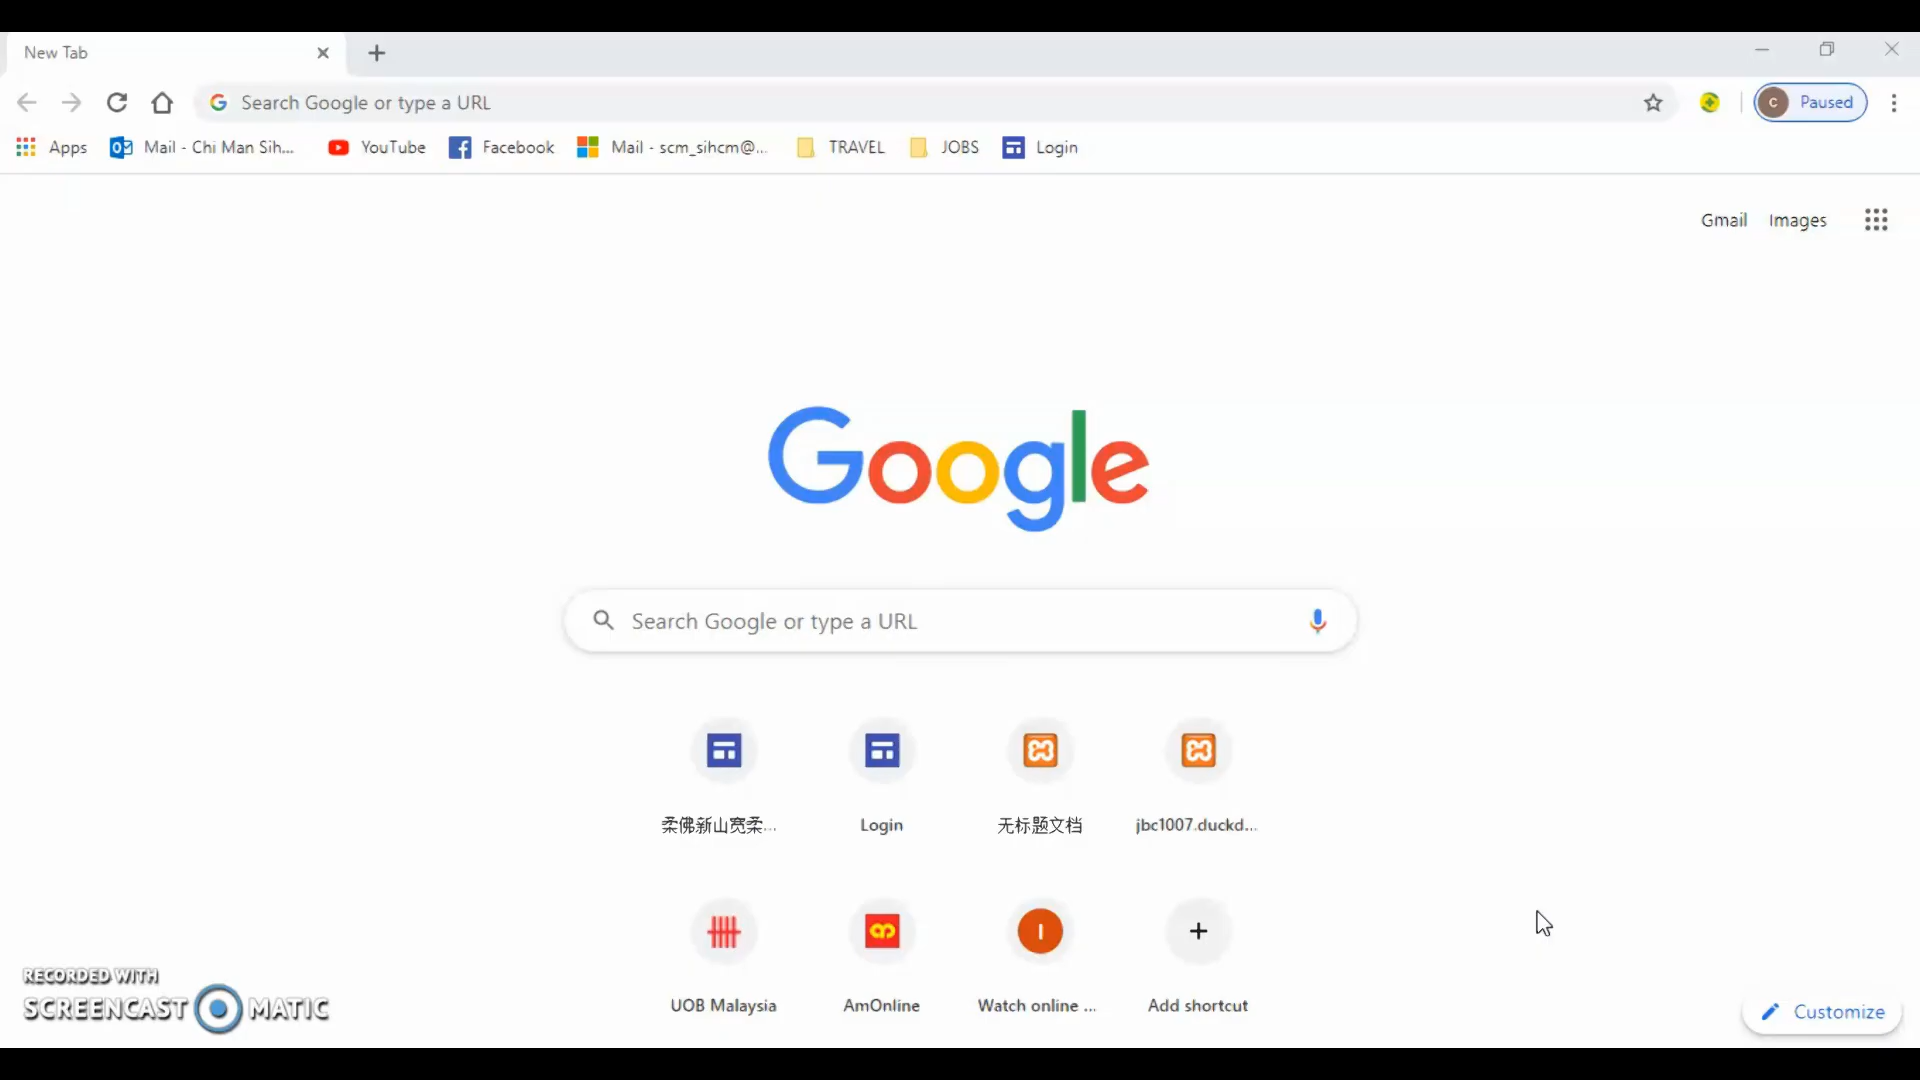 New Tab
Search Google or type a URL
C
Paused
Apps
Mail - Chi Man Sih...
YouTube
Facebook
Mail - scm_sihcm@...
TRAVEL
JOBS
Login
Gmail
Images
Google
Search Google or type a URL
柔佛新山宽柔...
Login
无标题文档
jbc1007.duckd...
I
UOB Malaysia
AmOnline
Watch online ...
Add shortcut
RECORDED WITH
SCREENCAST MATIC
Customize